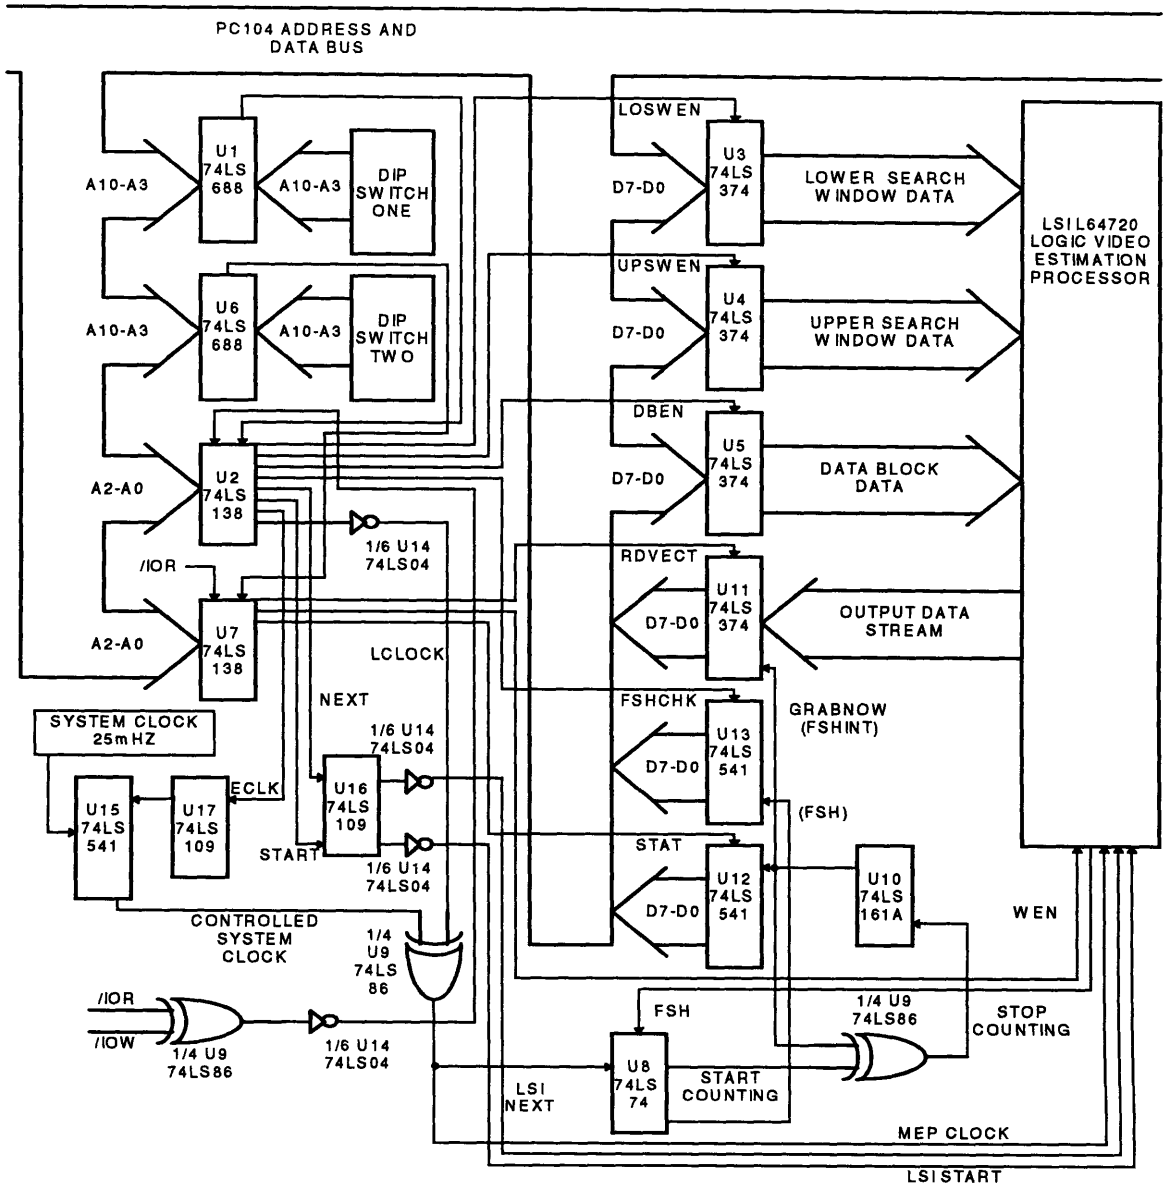 PC104 ADDRESS AND
DATA BUS
LOSWEN
U1
74LS
688
A10-A3
A10-A3
DIP
SWITCH
ONE
D7-D0
U3
74LS
374
LOWER SEARCH
WINDOW DATA
LSI L64720
LOGIC VIDEO
ESTIMATION
PROCESSOR
UPSWEN
U6
74LS
688
A10-A3
A10-A3
DIP
SWITCH
TWO
D7-D0
U4
74LS
374
UPPER SEARCH
WINDOW DATA
DBEN
U2
74LS
138
A2-A0
D7-D0
U5
74LS
374
DATA BLOCK
DATA
1/6 U14
74LS04
/IOR
RDVECT
U7
74LS
138
A2-A0
LCLOCK
D7-D0
U11
74LS
374
OUTPUT DATA
STREAM
NEXT
FSHCHK
GRABNOW
(FSHINT)
SYSTEM CLOCK
25mHZ
1/6 U14
74LS04
D7-D0
U13
74LS
541
ECLK
U15
74LS
541
U17
74LS
109
U16
74LS
109
(FSH)
START
STAT
1/6 U14
74LS04
D7-D0
U12
74LS
541
U10
74LS
161A
WEN
CONTROLLED
SYSTEM
CLOCK
1/4
U9
74LS
86
/IOR
/IOW
1/4 U9
74LS86
1/6 U14
74LS04
FSH
1/4 U9
74LS86
STOP
COUNTING
U8
74LS
74
LSI
NEXT
START
COUNTING
MEP CLOCK
LSISTART